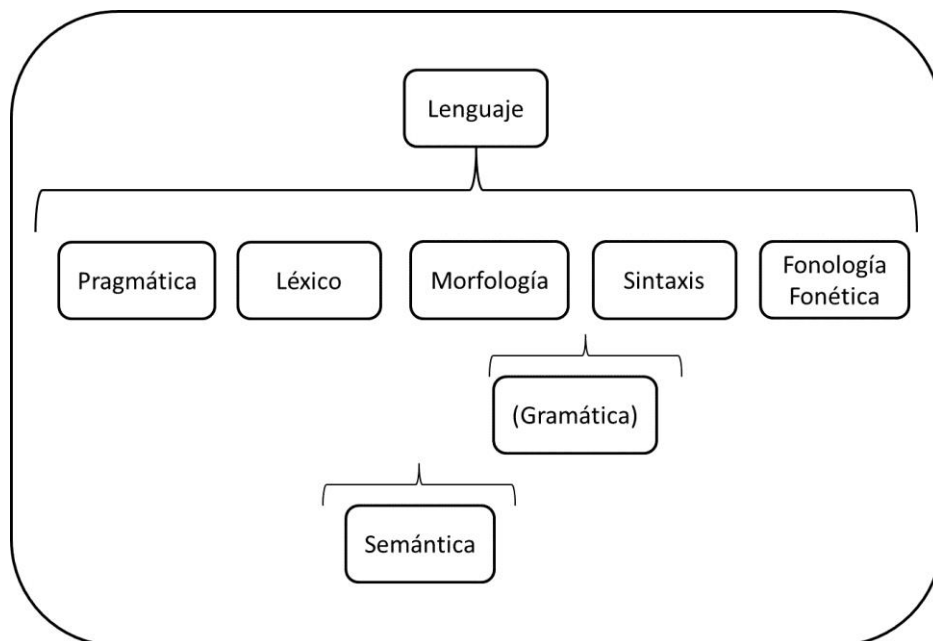 Lenguaje
Pragmática
Léxico
Morfología
Sintaxis
Fonología
Fonética
(Gramática)
Semántica